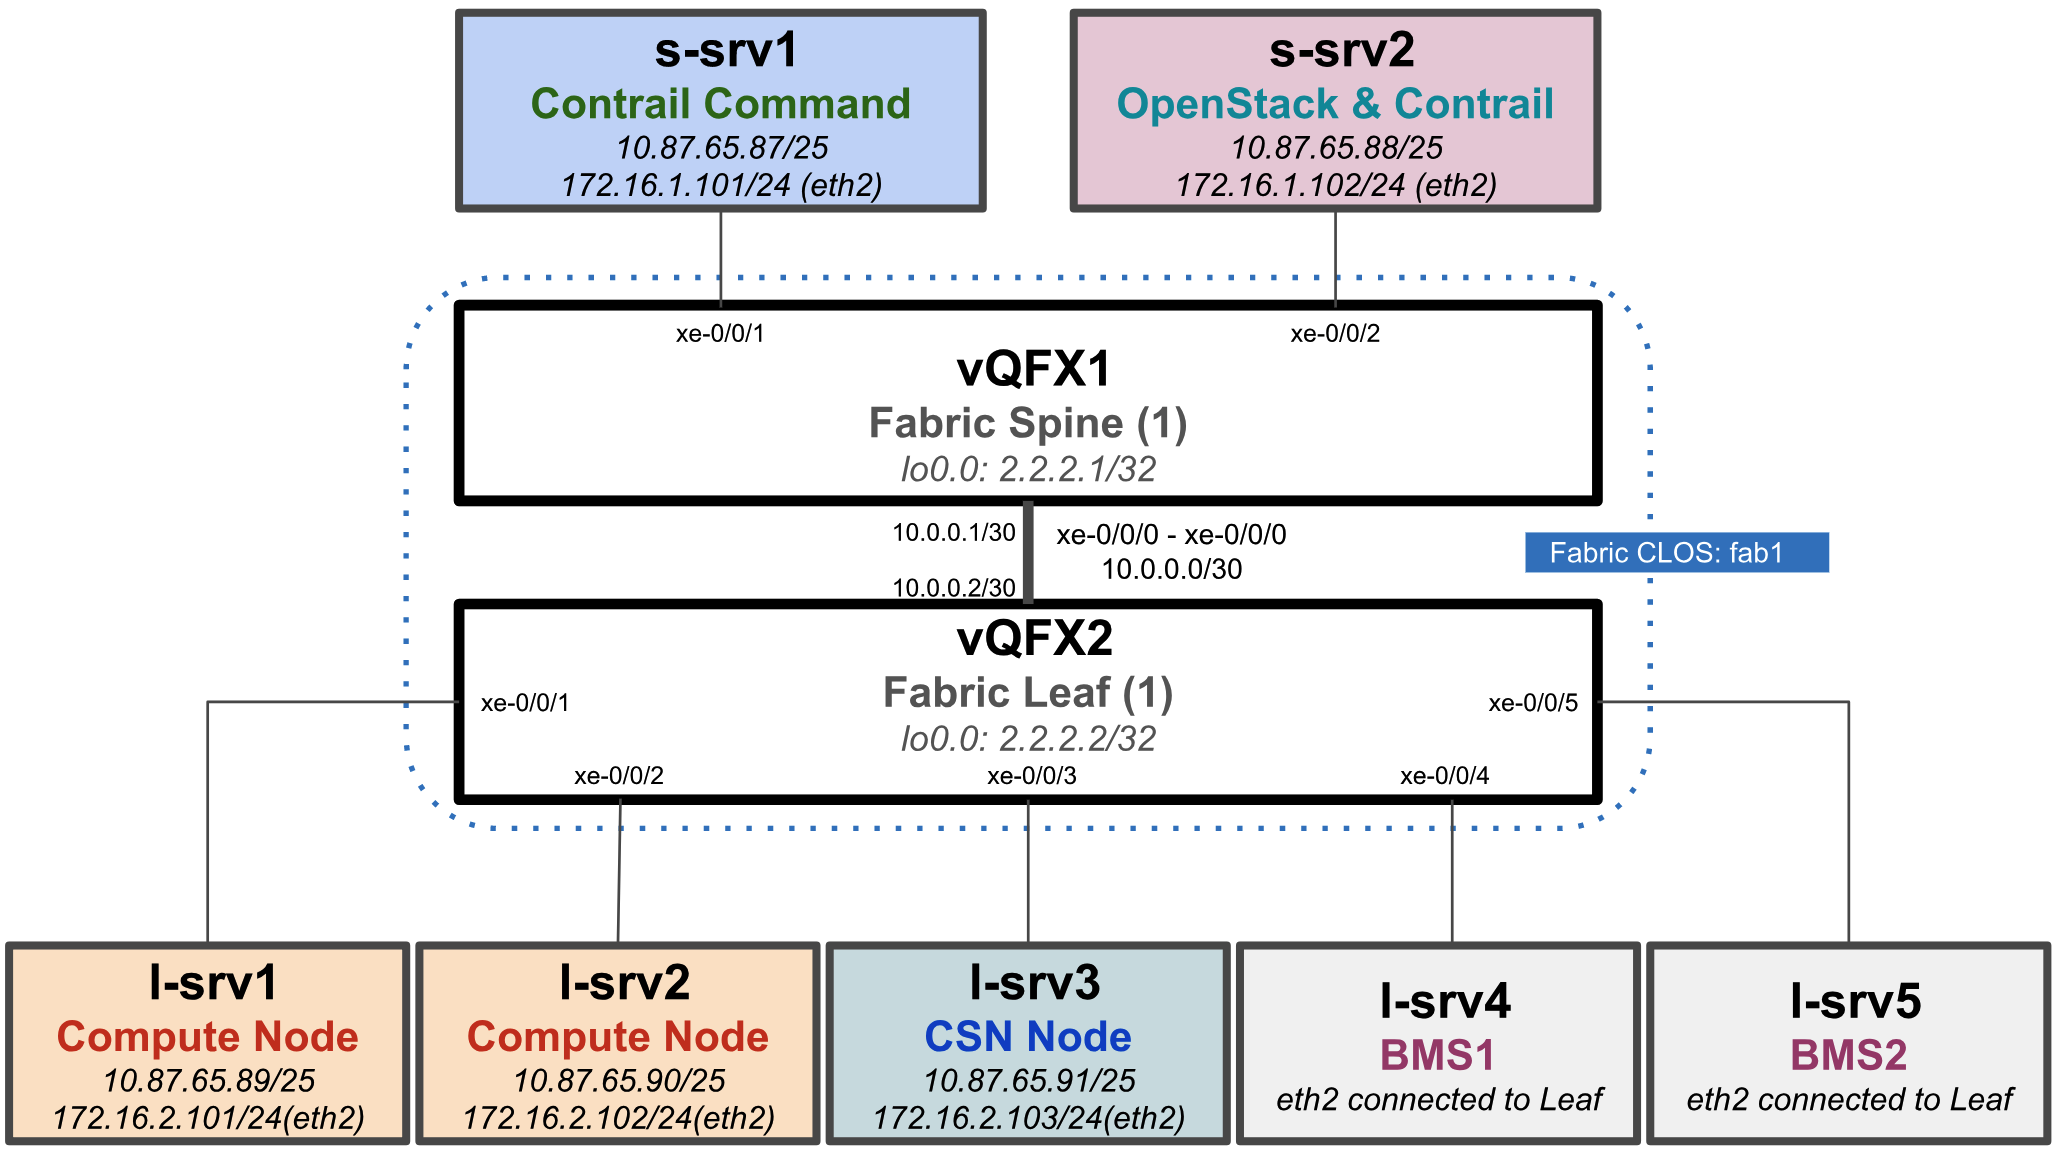 s-srv1
Contrail Command
10.87.65.87/25
172.16.1.101/24 (eth2)
s-srv2
OpenStack & Contrail
10.87.65.88/25
172.16.1.102/24 (eth2)
xe-0/0/1
xe-0/0/2
vQFX1
Fabric Spine (1)
lo0.0: 2.2.2.1/32
10.0.0.1/30
xe-0/0/0 - xe-0/0/0
10.0.0.0/30
10.0.0.2/30
Fabric CLOS: fab1
vQFX2
Fabric Leaf (1)
lo0.0: 2.2.2.2/32
xe-0/0/1
xe-0/0/5
xe-0/0/2
xe-0/0/3
xe-0/0/4
l-srv1
Compute Node
10.87.65.89/25
172.16.2.101/24(eth2)
l-srv2
Compute Node
10.87.65.90/25
172.16.2.102/24(eth2)
l-srv3
CSN Node
10.87.65.91/25
172.16.2.103/24(eth2)
l-srv4
BMS1
eth2 connected to Leaf
l-srv5
BMS2
eth2 connected to Leaf